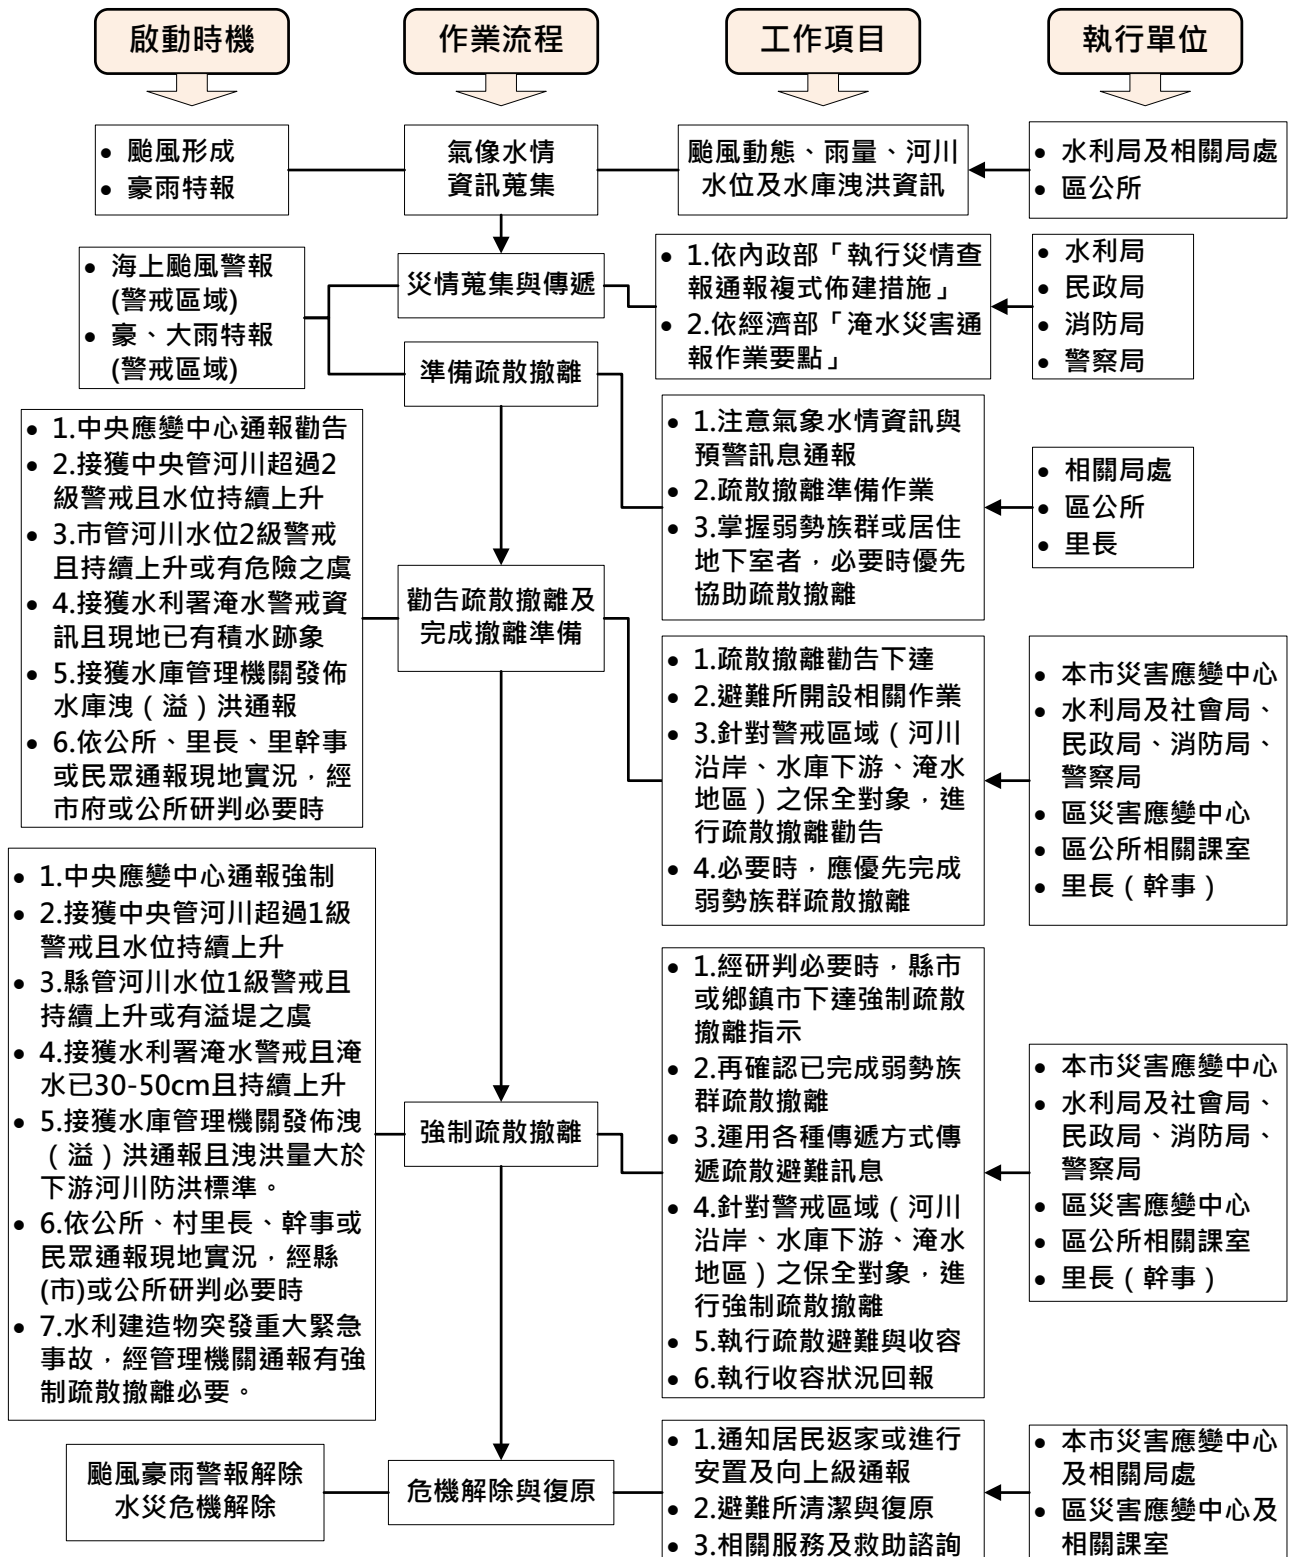 啟動時機
作業流程
工作項目
執行單位
• 颱風形成
• 豪雨特報
氣像水情
資訊蒐集
颱風動態、雨量、河川
水位及水庫洩洪資訊
• 水利局及相關局處
• 區公所
• 海上颱風警報
(警戒區域)
• 豪、大雨特報
(警戒區域)
災情蒐集與傳遞
• 1.依內政部「執行災情查
報通報複式佈建措施」
• 2.依經濟部「淹水災害通
報作業要點」
• 水利局
• 民政局
• 消防局
• 警察局
準備疏散撤離
• 1.注意氣象水情資訊與
預警訊息通報
• 2.疏散撤離準備作業
• 3.掌握弱勢族群或居住
地下室者，必要時優先
協助疏散撤離
• 相關局處
• 區公所
• 里長
• 1.中央應變中心通報勸告
• 2.接獲中央管河川超過2
級警戒且水位持續上升
• 3.市管河川水位2級警戒
且持續上升或有危險之虞
• 4.接獲水利署淹水警戒資
訊且現地已有積水跡象
• 5.接獲水庫管理機關發佈
水庫洩（溢）洪通報
• 6.依公所、里長、里幹事
或民眾通報現地實況，經
市府或公所研判必要時
勸告疏散撤離及
完成撤離準備
• 1.疏散撤離勸告下達
• 2.避難所開設相關作業
• 3.針對警戒區域（河川
沿岸、水庫下游、淹水
地區）之保全對象，進
行疏散撤離勸告
• 4.必要時，應優先完成
弱勢族群疏散撤離
• 本市災害應變中心
• 水利局及社會局、
民政局、消防局、
警察局
• 區災害應變中心
• 區公所相關課室
• 里長（幹事）
• 1.中央應變中心通報強制
• 2.接獲中央管河川超過1級
警戒且水位持續上升
• 3.縣管河川水位1級警戒且
持續上升或有溢堤之虞
• 4.接獲水利署淹水警戒且淹
水已30-50cm且持續上升
• 5.接獲水庫管理機關發佈洩
（溢）洪通報且洩洪量大於
下游河川防洪標準。
• 6.依公所、村里長、幹事或
民眾通報現地實況，經縣
(市)或公所研判必要時
• 7.水利建造物突發重大緊急
事故，經管理機關通報有強
制疏散撤離必要。
強制疏散撤離
• 1.經研判必要時，縣市
或鄉鎮市下達強制疏散
撤離指示
• 2.再確認已完成弱勢族
群疏散撤離
• 3.運用各種傳遞方式傳
遞疏散避難訊息
• 4.針對警戒區域（河川
沿岸、水庫下游、淹水
地區）之保全對象，進
行強制疏散撤離
• 5.執行疏散避難與收容
• 6.執行收容狀況回報
• 本市災害應變中心
• 水利局及社會局、
民政局、消防局、
警察局
• 區災害應變中心
• 區公所相關課室
• 里長（幹事）
颱風豪雨警報解除
水災危機解除
危機解除與復原
• 1.通知居民返家或進行
安置及向上級通報
• 2.避難所清潔與復原
• 3.相關服務及救助諮詢
• 本市災害應變中心
及相關局處
• 區災害應變中心及
相關課室